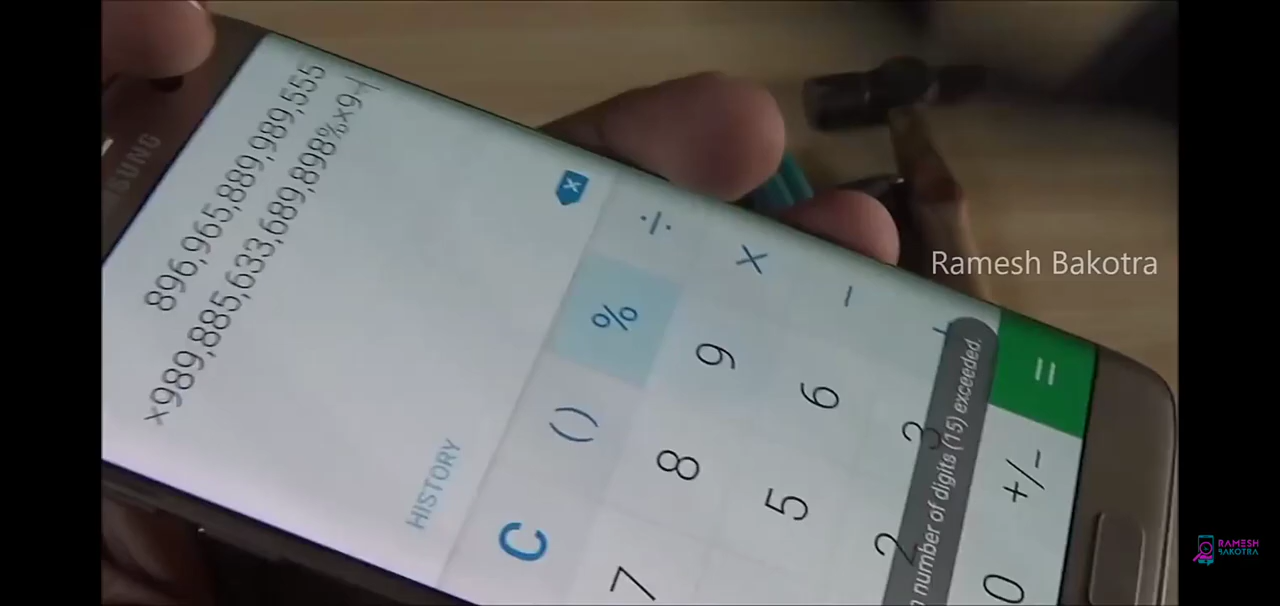 896,965,889,989,555
×989,885,633,689,898%×9
HISTORY
C
()
%
÷
7
8
9
×
5
6
−
2
3
0
+/-
=
number of digits (15) exceeded.
Ramesh Bakotra
RAMESH
BAKOTRA